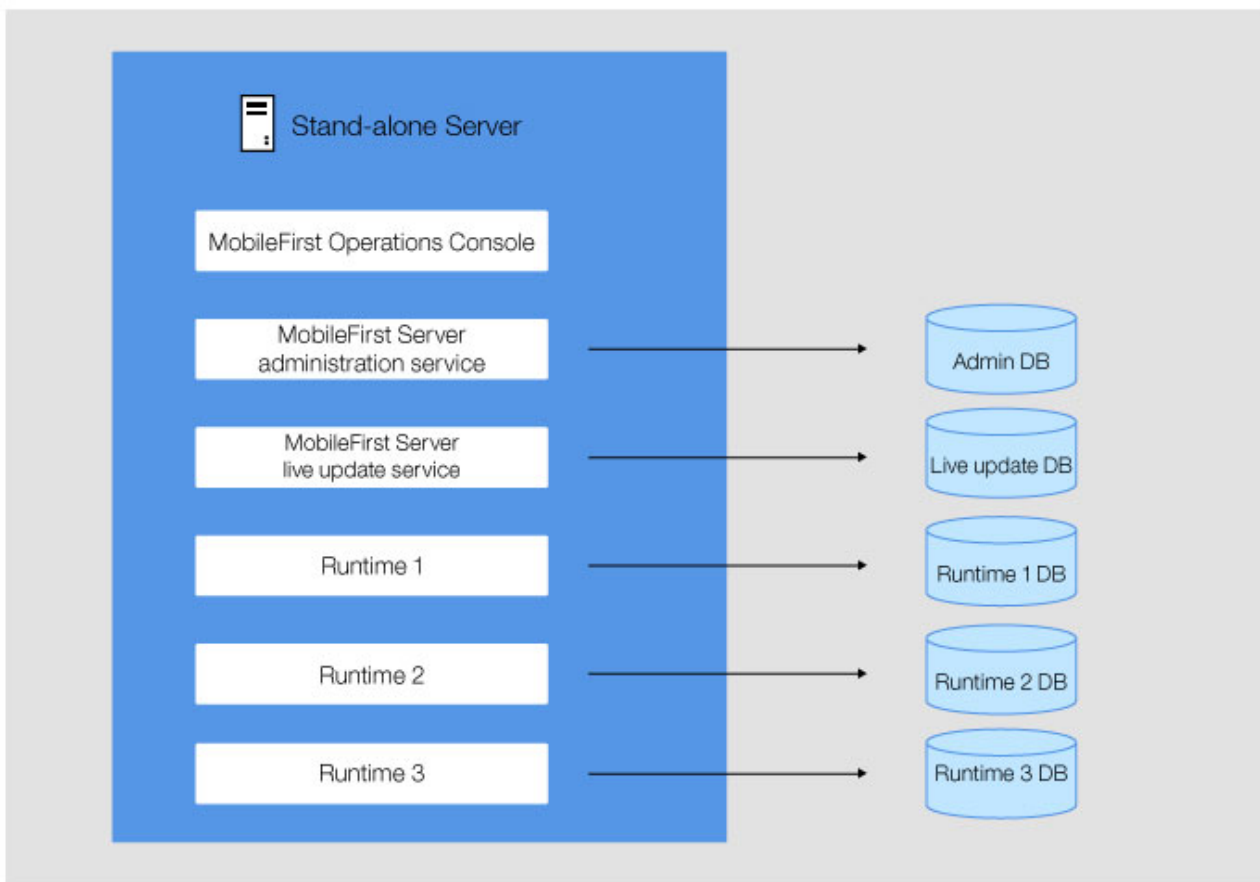 Stand-alone Server
MobileFirst Operations Console
MobileFirst Server
administration service
Admin DB
MobileFirst Server
live update service
Live update DB
Runtime 1
Runtime 1 DB
Runtime 2
Runtime 2 DB
Runtime 3
Runtime 3 DB